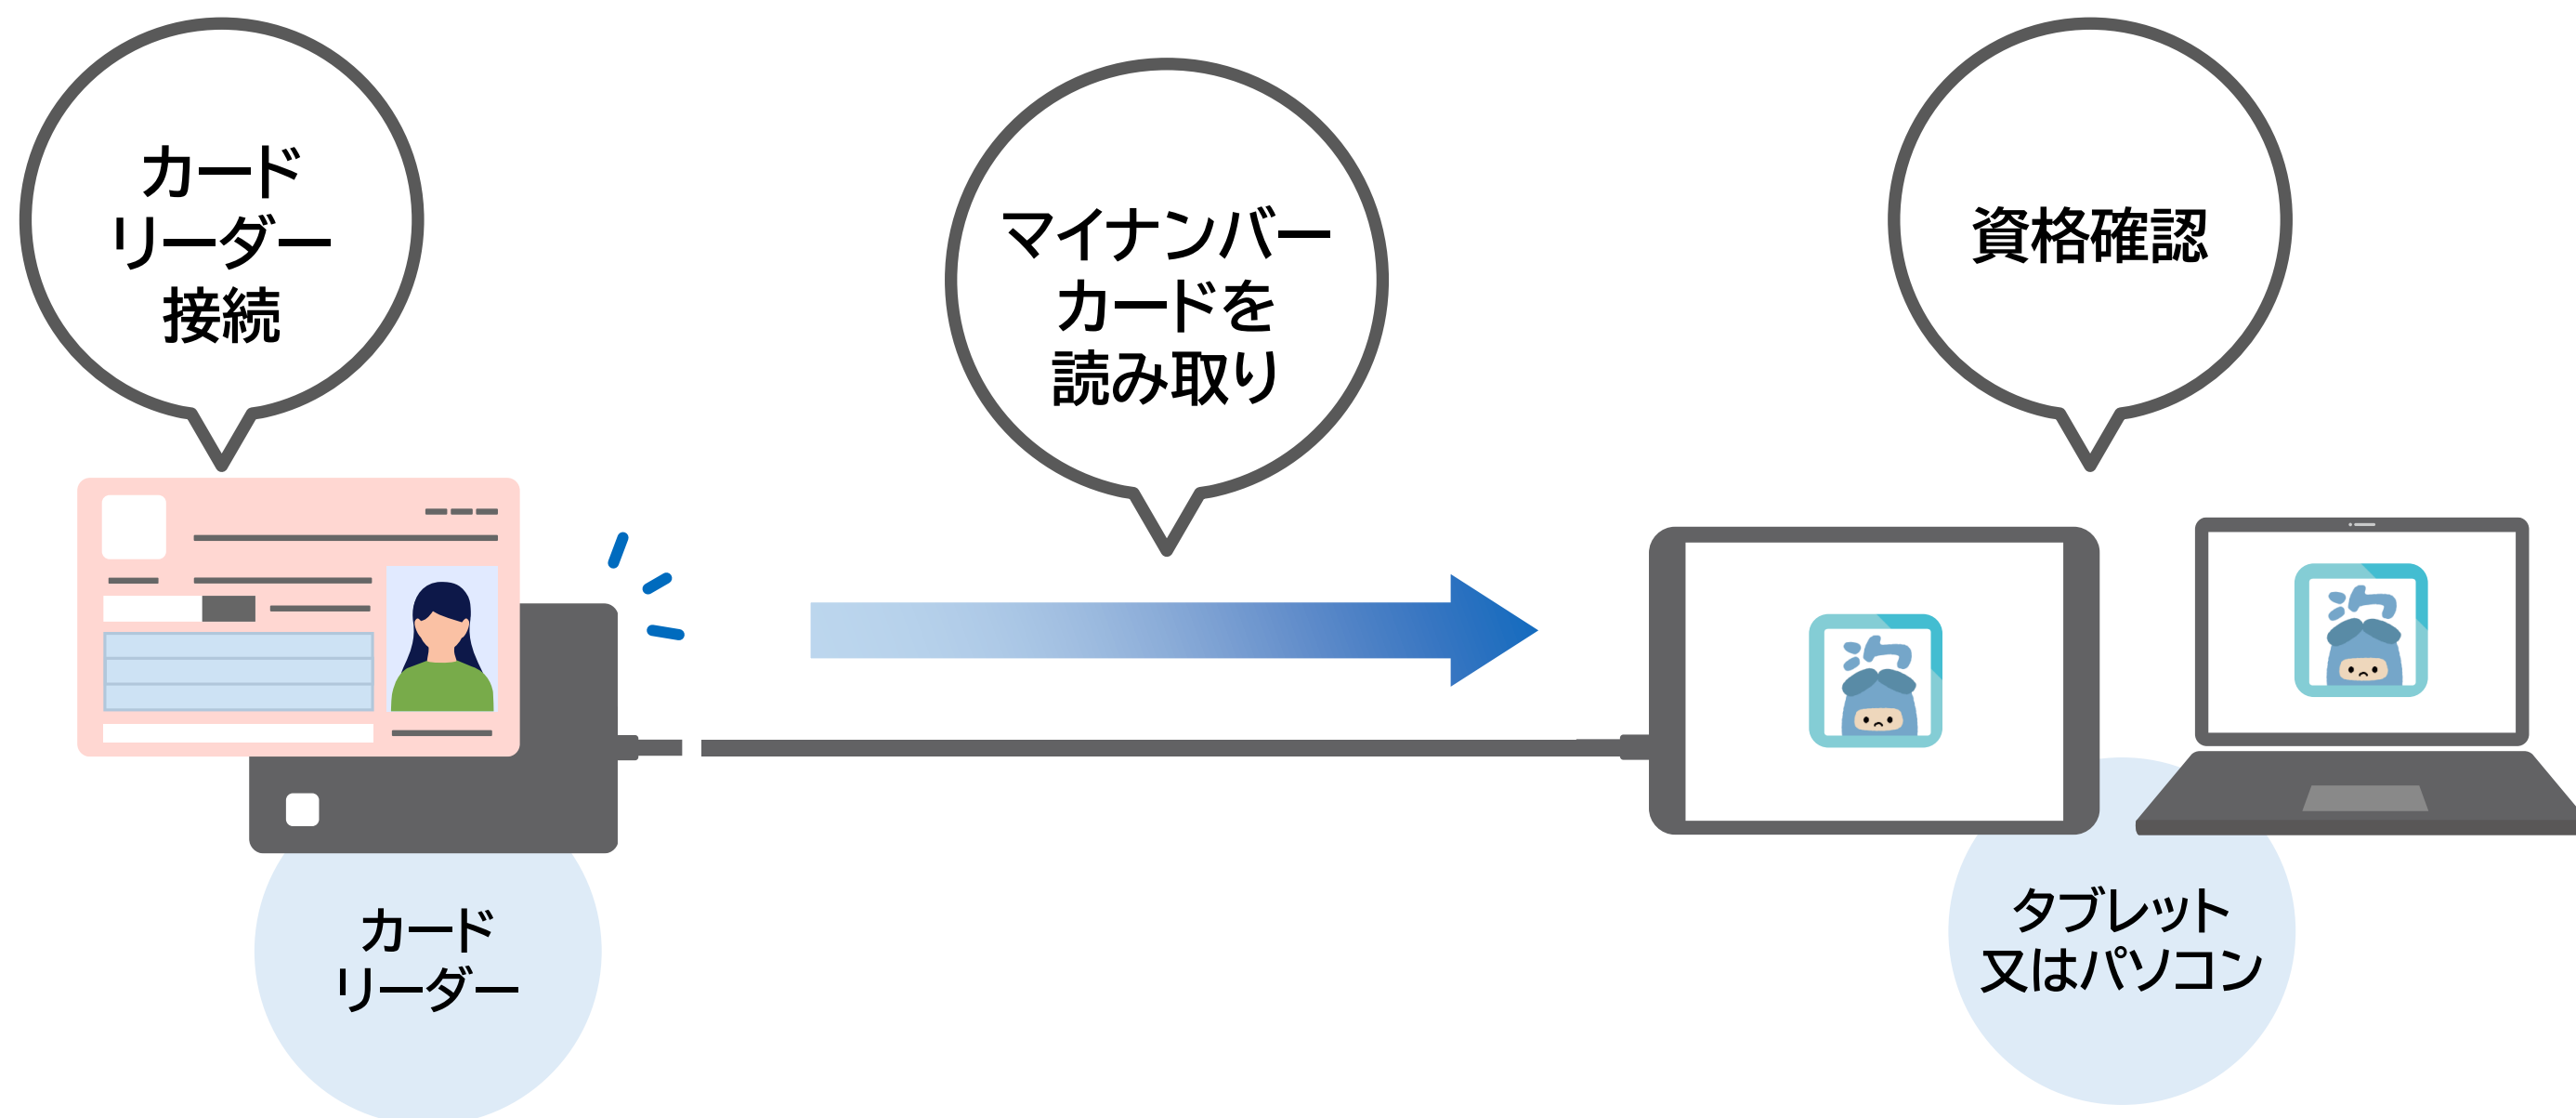 カード
リーダー
接続
マイナンバー
カードを
読み取り
資格確認
カード
リーダー
タブレット
又はパソコン